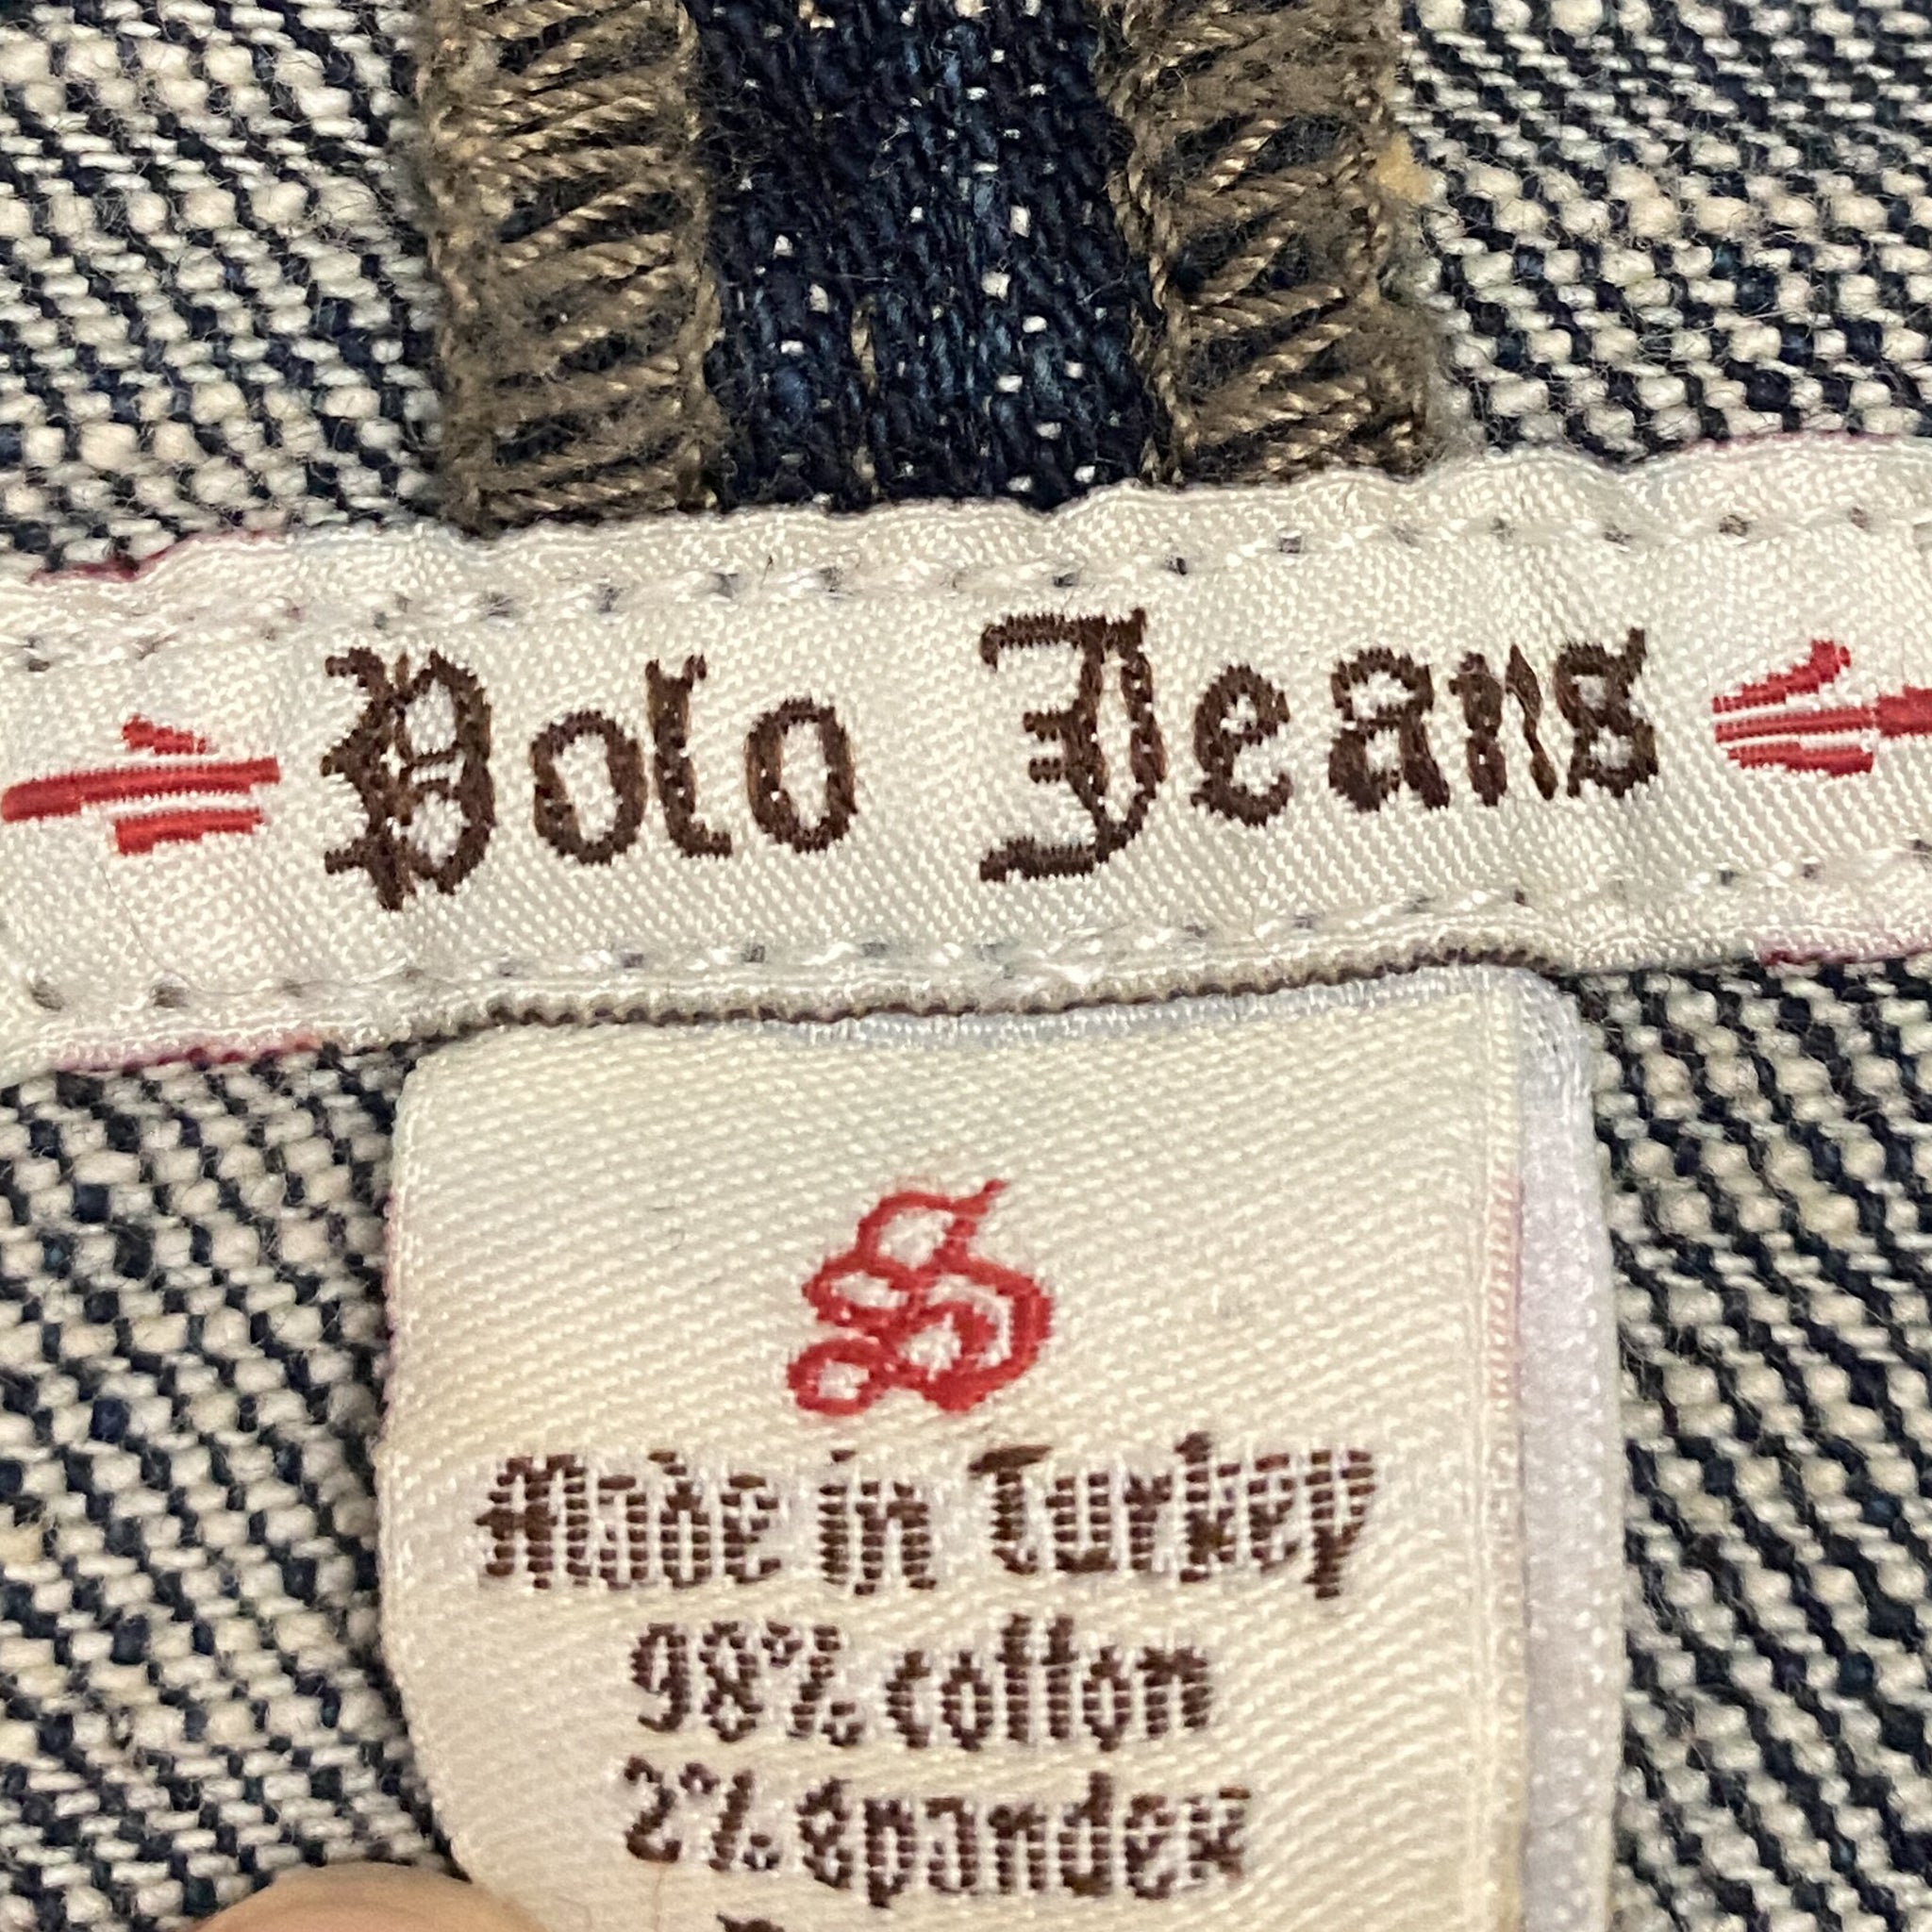 Polo Jeans
S
Made in Turkey
98% cotton
2% spandex